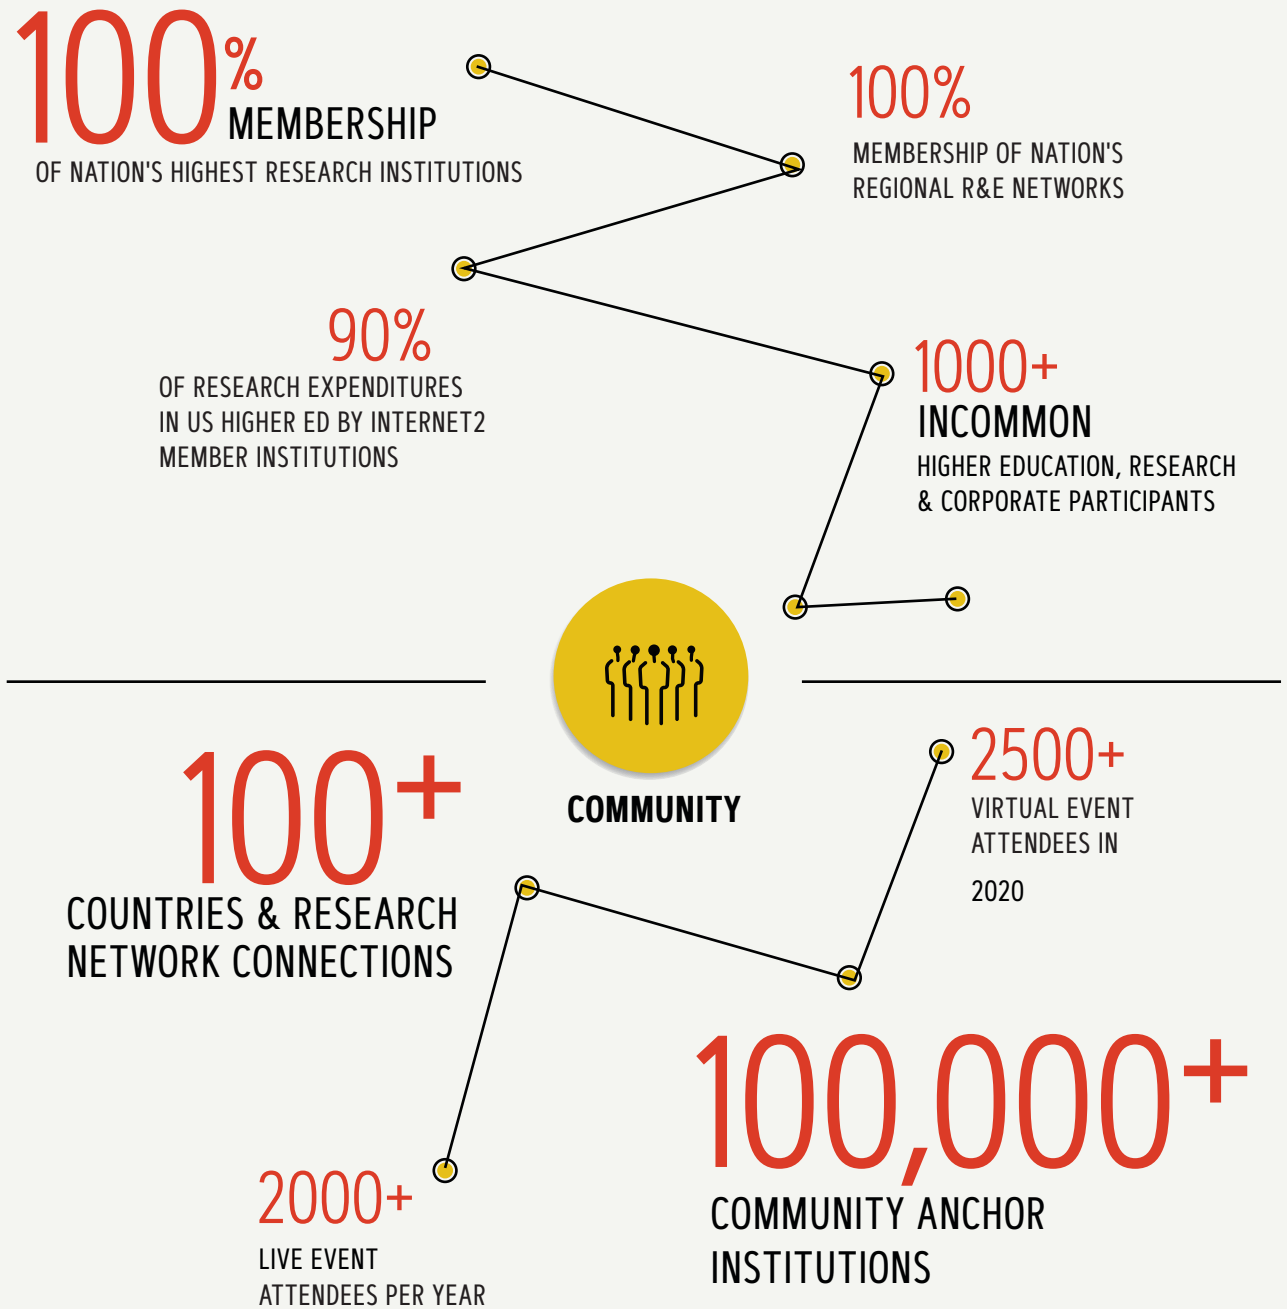 100%
MEMBERSHIP
OF NATION'S HIGHEST RESEARCH INSTITUTIONS
100%
MEMBERSHIP OF NATION'S
REGIONAL R&E NETWORKS
90%
OF RESEARCH EXPENDITURES
IN US HIGHER ED BY INTERNET2
MEMBER INSTITUTIONS
1000+
INCOMMON
HIGHER EDUCATION, RESEARCH
& CORPORATE PARTICIPANTS
COMMUNITY
100+
COUNTRIES & RESEARCH
NETWORK CONNECTIONS
2500+
VIRTUAL EVENT
ATTENDEES IN
2020
2000+
LIVE EVENT
ATTENDEES PER YEAR
100,000+
COMMUNITY ANCHOR
INSTITUTIONS